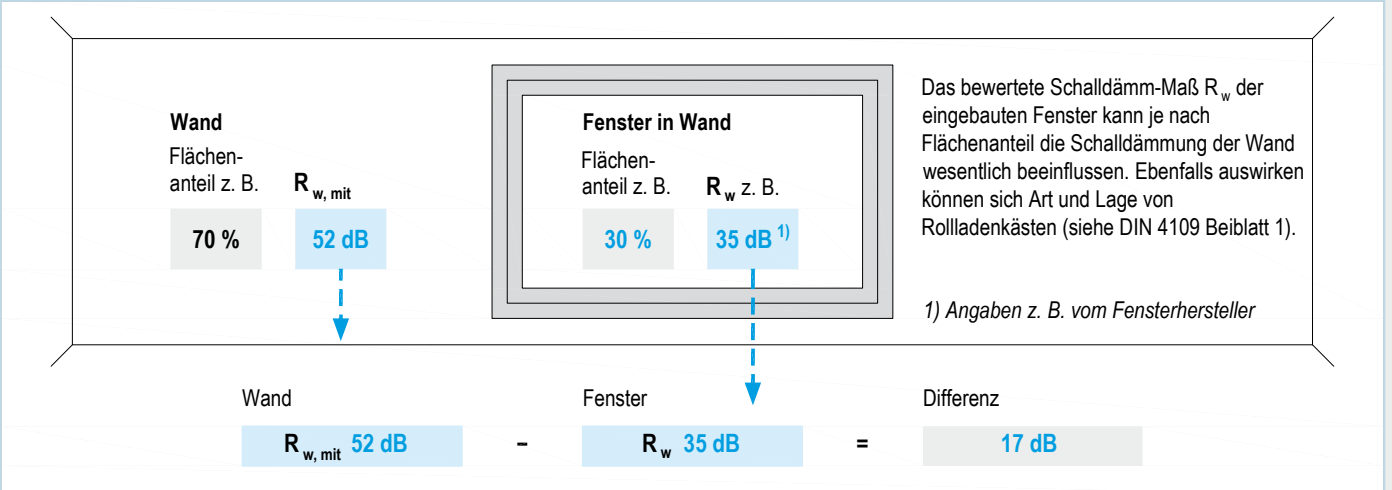 Wand
Flächen-
anteil z. B.
R w, mit
70 %
52 dB
Fenster in Wand
Flächen-
anteil z. B.
R w z. B.
30 %
35 dB 1)
Das bewertete Schalldämm-Maß R w der
eingebauten Fenster kann je nach
Flächenanteil die Schalldämmung der Wand
wesentlich beeinflussen. Ebenfalls auswirken
können sich Art und Lage von
Rollladenkästen (siehe DIN 4109 Beiblatt 1).
1) Angaben z. B. vom Fensterhersteller
Wand
Fenster
Differenz
R w, mit 52 dB – R w 35 dB = 17 dB